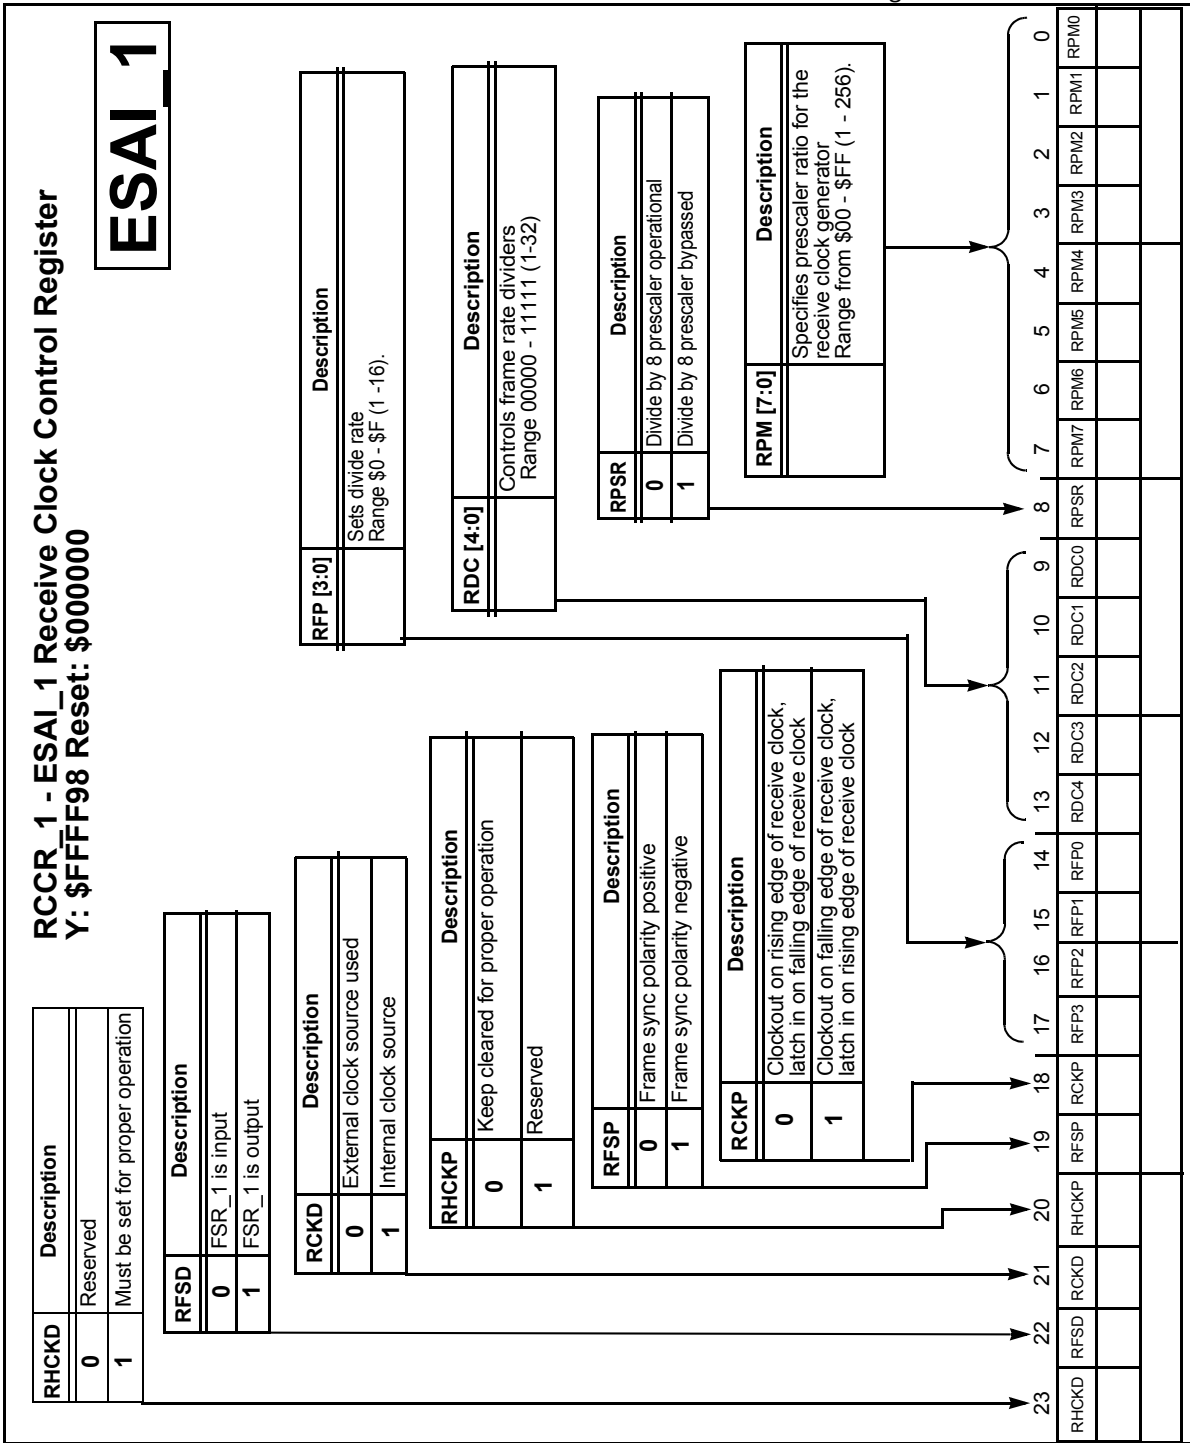 RCCR_1 - ESAI_1 Receive Clock Control Register
Y: $FFFF98 Reset: $000000
ESAI_1
RHCKD Description
0 Reserved
1 Must be set for proper operation
RFSD Description
0 FSR_1 is input
1 FSR_1 is output
RCKD Description
0 External clock source used
1 Internal clock source
RHCKP Description
0 Keep cleared for proper operation
1 Reserved
RFSP Description
0 Frame sync polarity positive
1 Frame sync polarity negative
RCKP Description
0 Clockout on rising edge of receive clock,
latch in on falling edge of receive clock
1 Clockout on falling edge of receive clock,
latch in on rising edge of receive clock
RFP [3:0] Description
Sets divide rate
Range $0 - $F (1 -16).
RDC [4:0] Description
Controls frame rate dividers
Range 00000 - 11111 (1-32)
RPSR Description
0 Divide by 8 prescaler operational
1 Divide by 8 prescaler bypassed
RPM [7:0] Description
Specifies prescaler ratio for the
receive clock generator
Range from $00 - $FF (1 - 256).
23 22 21 20 19 18 17 16 15 14 13 12 11 10 9 8 7 6 5 4 3 2 1 0
RHCKD RFSD RCKD RHCKP RFSP RCKP RFP3 RFP2 RFP1 RFP0 RDC4 RDC3 RDC2 RDC1 RDC0 RPSR RPM7 RPM6 RPM5 RPM4 RPM3 RPM2 RPM1 RPM0